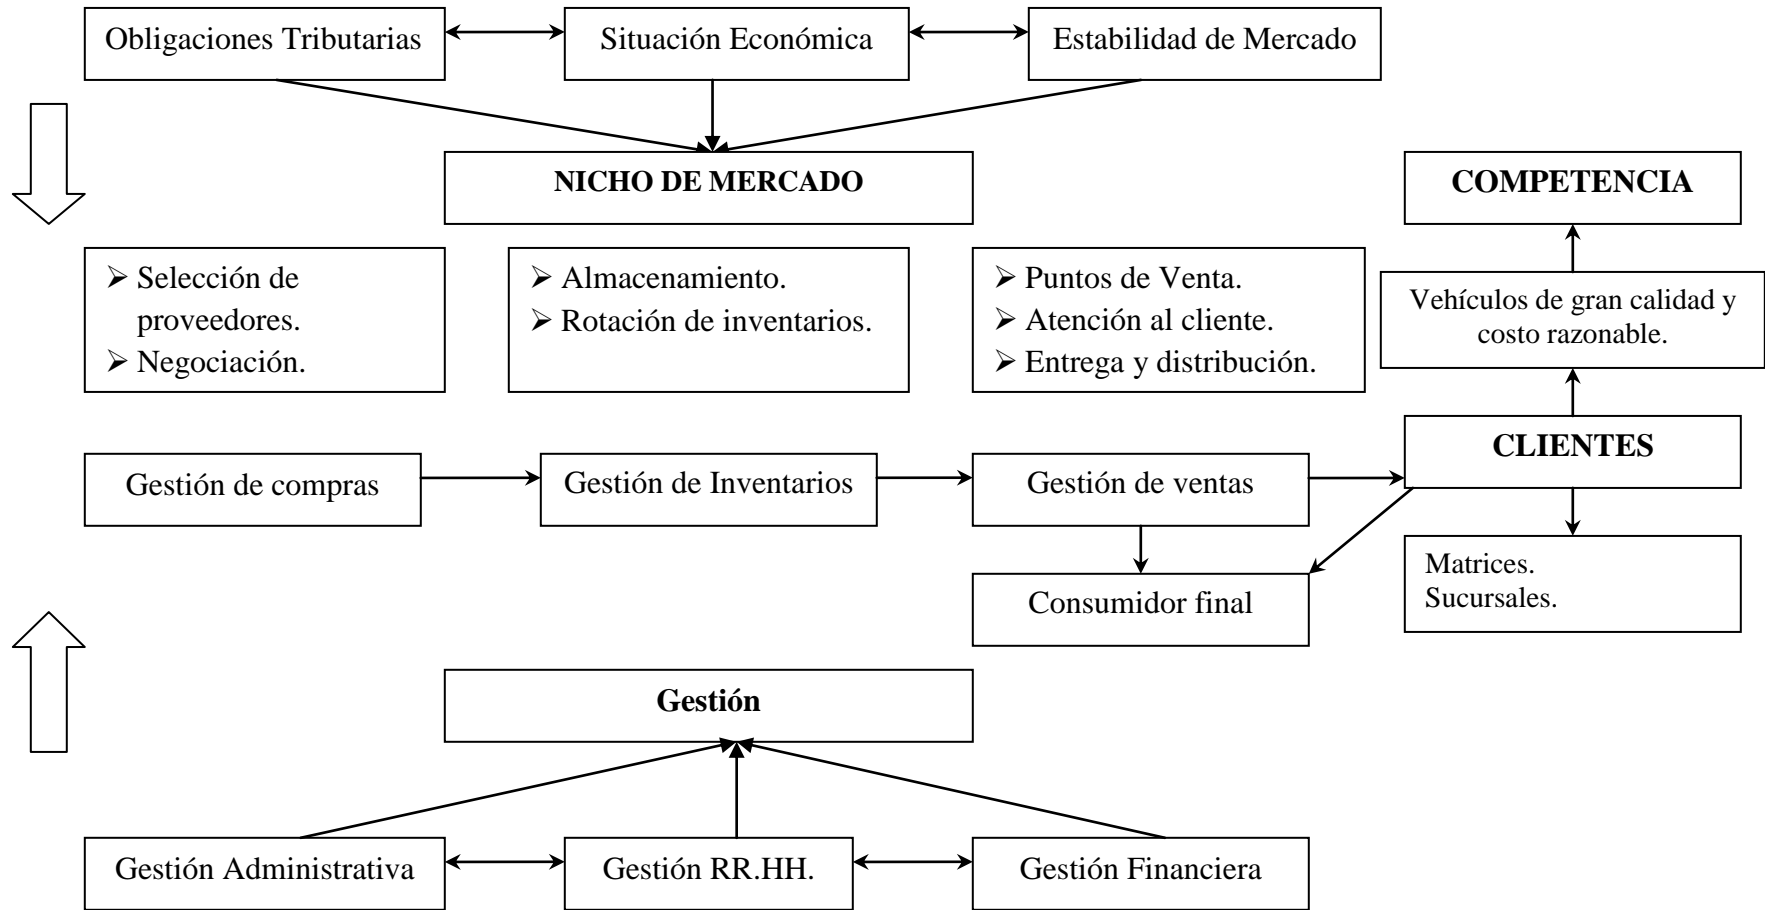 Obligaciones Tributarias
Situación Económica
Estabilidad de Mercado
NICHO DE MERCADO
COMPETENCIA
➢ Selección de
proveedores.
➢ Negociación.
➢ Almacenamiento.
➢ Rotación de inventarios.
➢ Puntos de Venta.
➢ Atención al cliente.
➢ Entrega y distribución.
Vehículos de gran calidad y
costo razonable.
CLIENTES
Gestión de compras
Gestión de Inventarios
Gestión de ventas
Matrices.
Sucursales.
Consumidor final
Gestión
Gestión Administrativa
Gestión RR.HH.
Gestión Financiera